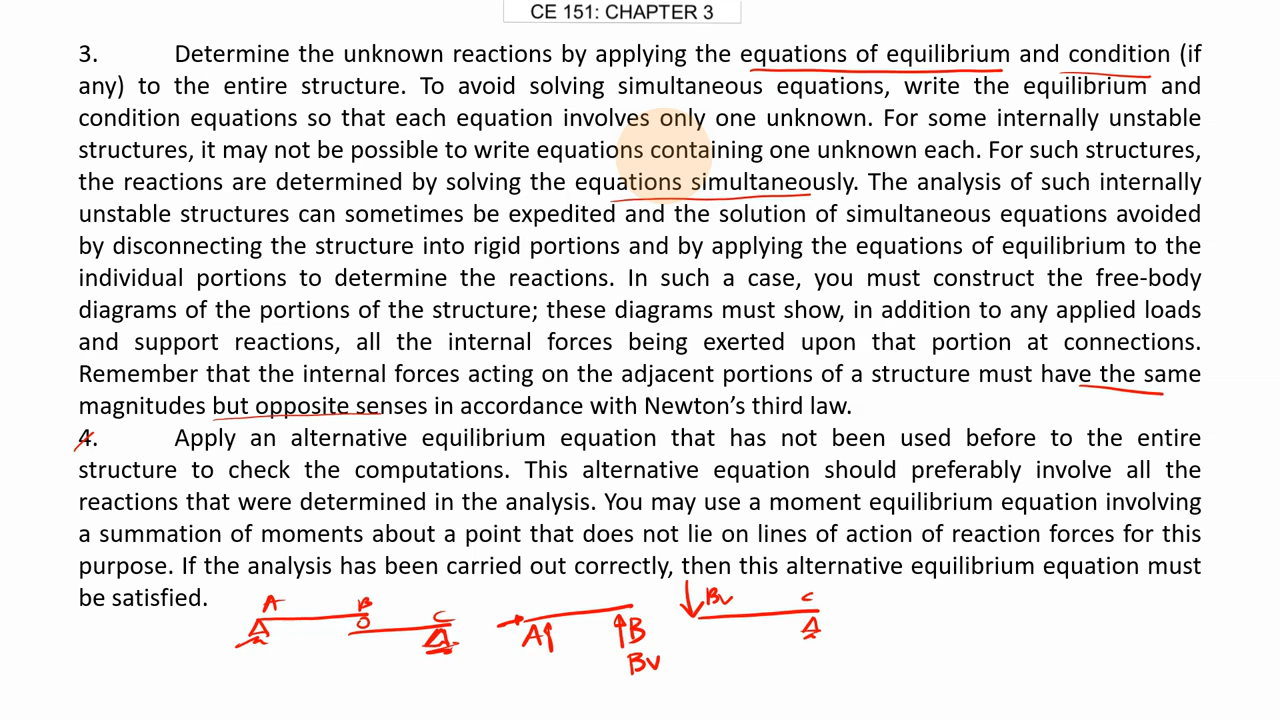 CE 151: CHAPTER 3
3. Determine the unknown reactions by applying the equations of equilibrium and condition (if
any) to the entire structure. To avoid solving simultaneous equations, write the equilibrium and
condition equations so that each equation involves only one unknown. For some internally unstable
structures, it may not be possible to write equations containing one unknown each. For such structures,
the reactions are determined by solving the equations simultaneously. The analysis of such internally
unstable structures can sometimes be expedited and the solution of simultaneous equations avoided
by disconnecting the structure into rigid portions and by applying the equations of equilibrium to the
individual portions to determine the reactions. In such a case, you must construct the free-body
diagrams of the portions of the structure; these diagrams must show, in addition to any applied loads
and support reactions, all the internal forces being exerted upon that portion at connections.
Remember that the internal forces acting on the adjacent portions of a structure must have the same
magnitudes but opposite senses in accordance with Newton’s third law.
4. Apply an alternative equilibrium equation that has not been used before to the entire
structure to check the computations. This alternative equation should preferably involve all the
reactions that were determined in the analysis. You may use a moment equilibrium equation involving
a summation of moments about a point that does not lie on lines of action of reaction forces for this
purpose. If the analysis has been carried out correctly, then this alternative equilibrium equation must
be satisfied.
A B C
A B
Bv
Bv C